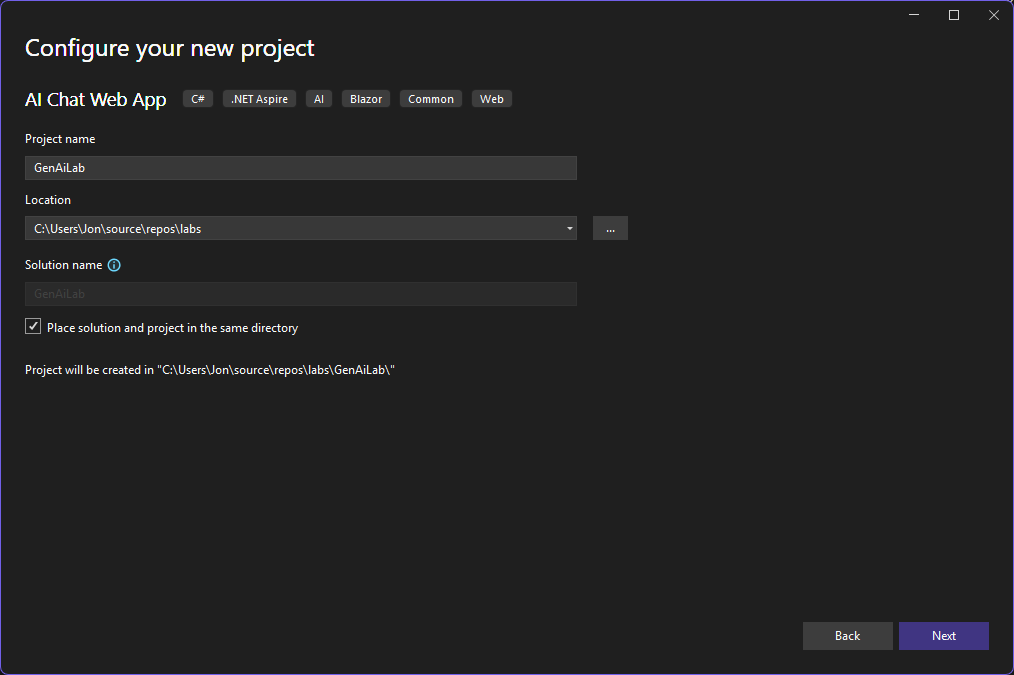 Configure your new project
AI Chat Web App C# .NET Aspire AI Blazor Common Web
Project name
GenAiLab
Location
C:\Users\Jon\source\repos\labs ...
Solution name
GenAiLab
Place solution and project in the same directory
Project will be created in "C:\Users\Jon\source\repos\labs\GenAiLab\"
Back Next